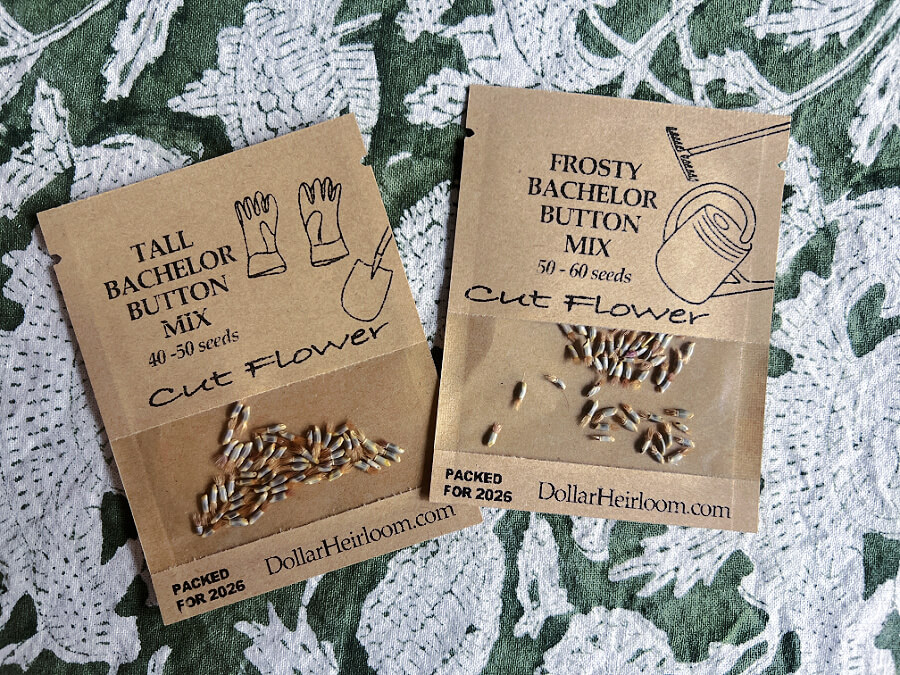 TALL
BACHELOR
BUTTON
MIX
40 -50 seeds
Cut Flower
PACKED
FOR 2026
DollarHeirloom.com
FROSTY
BACHELOR
BUTTON
MIX
50 - 60 seeds
Cut Flower
PACKED
FOR 2026
DollarHeirloom.com